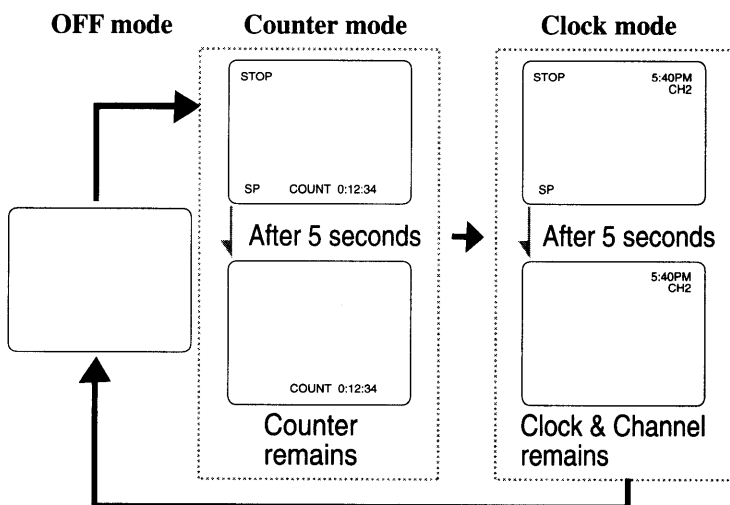 OFF mode
Counter mode
STOP
SP COUNT 0:12:34
After 5 seconds
COUNT 0:12:34
Counter
remains
Clock mode
STOP 5:40PM
CH2
SP
After 5 seconds
5:40PM
CH2
Clock & Channel
remains